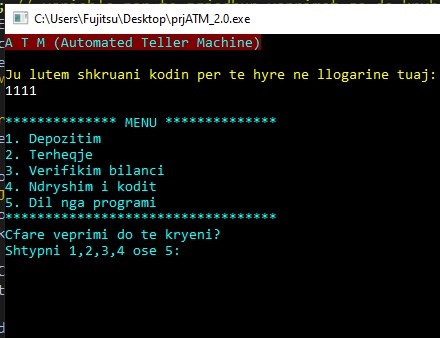 C:\Users\Fujitsu\Desktop\prjATM_2.0.exe
A T M (Automated Teller Machine)
Ju lutem shkruani kodin per te hyre ne llogarine tuaj:
1111
************** MENU **************
1. Depozitim
2. Terheqje
3. Verifikim bilanci
4. Ndryshim i kodit
5. Dil nga programi
**********************************
Cfare veprimi do te kryeni?
Shtypni 1,2,3,4 ose 5: